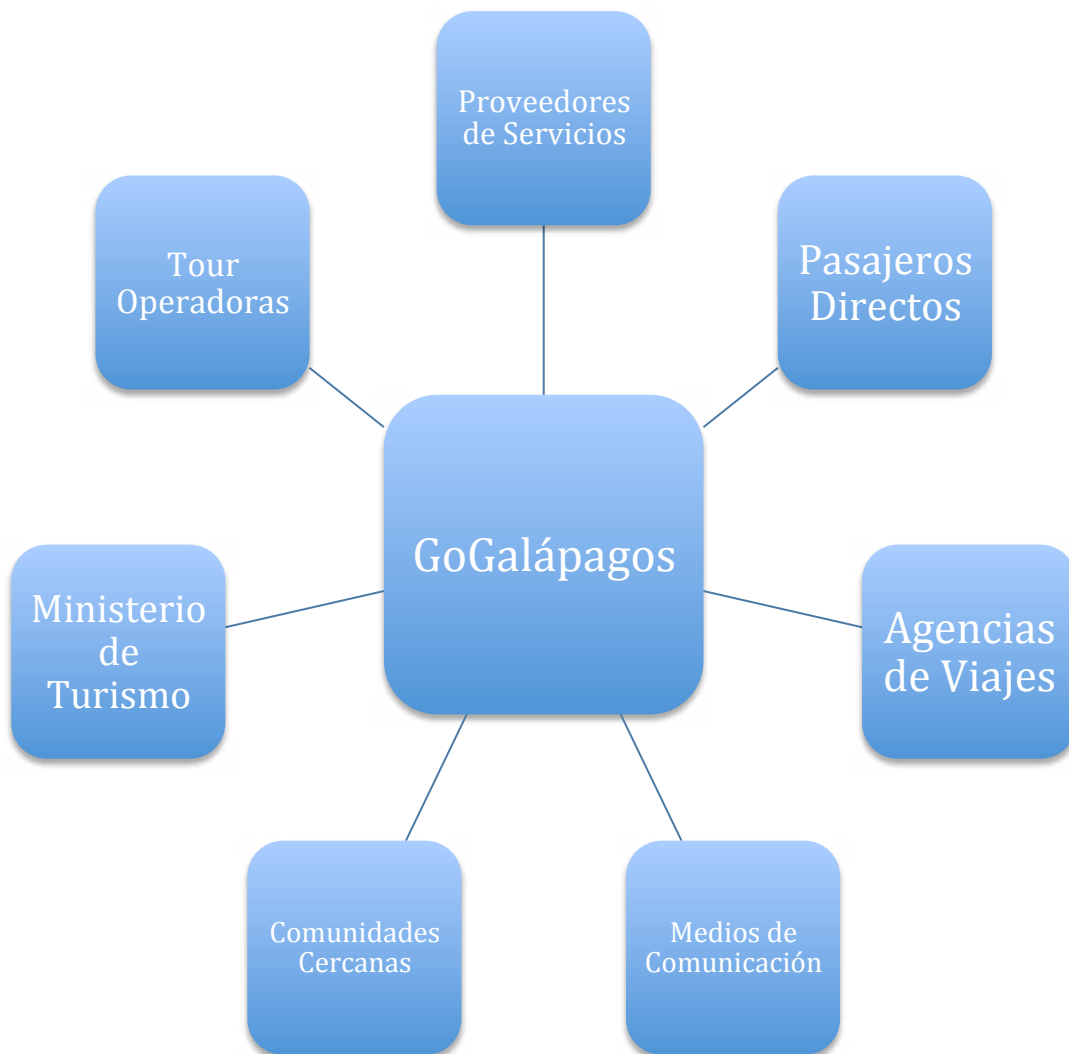 Proveedores
de Servicios
Tour
Operadoras
Pasajeros
Directos
GoGalápagos
Ministerio
de
Turismo
Agencias
de Viajes
Comunidades
Cercanas
Medios de
Comunicación